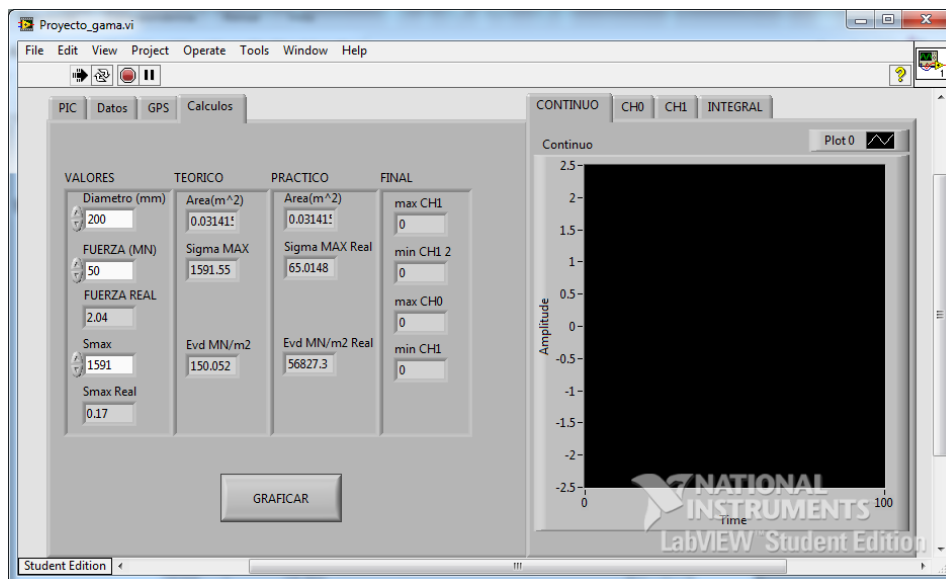 Proyecto_gama.vi
File Edit View Project Operate Tools Window Help
1
PIC Datos GPS Calculos
VALORES TEORICO PRACTICO FINAL
Diametro (mm) Area(m^2) Area(m^2) max CH1
200 0.03141 0.03141 0
FUERZA (MN) Sigma MAX Sigma MAX Real min CH1 2
50 1591.55 65.0148 0
FUERZA REAL max CH0
2.04 0
Smax Evd MN/m2 Evd MN/m2 Real min CH1
1591 150.052 56827.3 0
Smax Real
0.17
GRAFICAR
CONTINUO CH0 CH1 INTEGRAL
Continuo Plot 0
2.5
2
1.5
1
0.5
0
-0.5
-1
-1.5
-2
-2.5
Amplitude
0 100
Time
NATIONAL
INSTRUMENTS
LabVIEW™ Student Edition
Student Edition